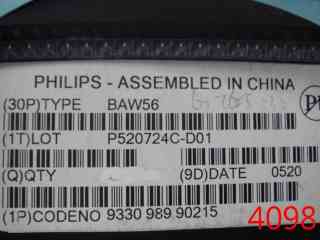 PHILIPS - ASSEMBLED IN CHINA
(30P)TYPE BAW56
(1T)LOT P520724C-D01
(Q)QTY (9D)DATE 0520
(1P)CODENO 9330 989 90215
4098